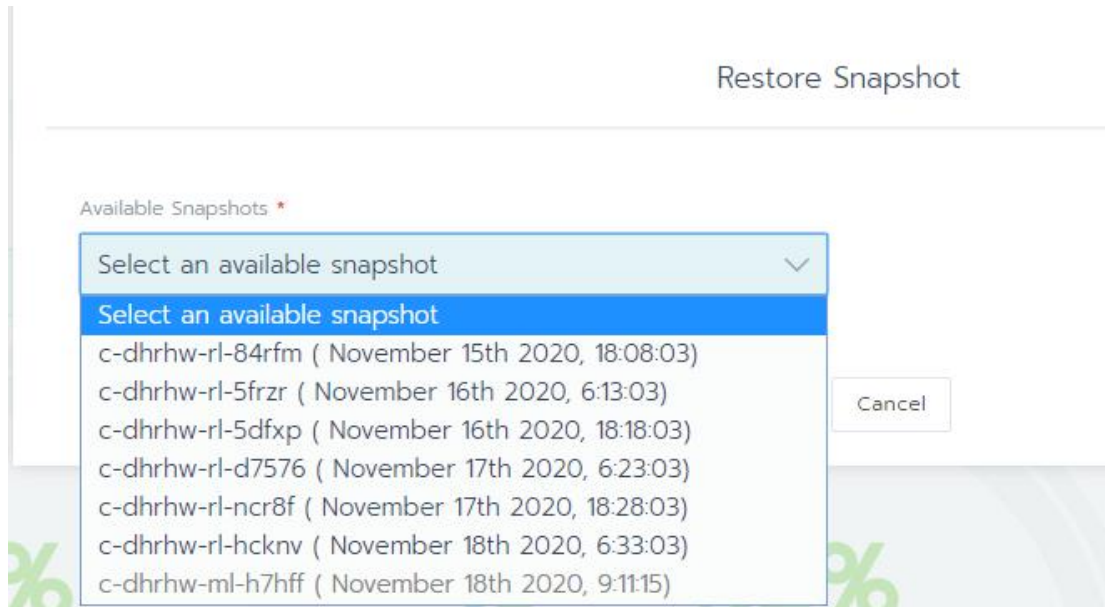 Restore Snapshot
Available Snapshots *
Select an available snapshot
Select an available snapshot
c-dhrhw-rl-84rfm ( November 15th 2020, 18:08:03)
c-dhrhw-rl-5frzr ( November 16th 2020, 6:13:03)
c-dhrhw-rl-5dfxp ( November 16th 2020, 18:18:03)
c-dhrhw-rl-d7576 ( November 17th 2020, 6:23:03)
c-dhrhw-rl-ncr8f ( November 17th 2020, 18:28:03)
c-dhrhw-rl-hcknv ( November 18th 2020, 6:33:03)
c-dhrhw-ml-h7hff ( November 18th 2020, 9:11:15)
Cancel
%
%